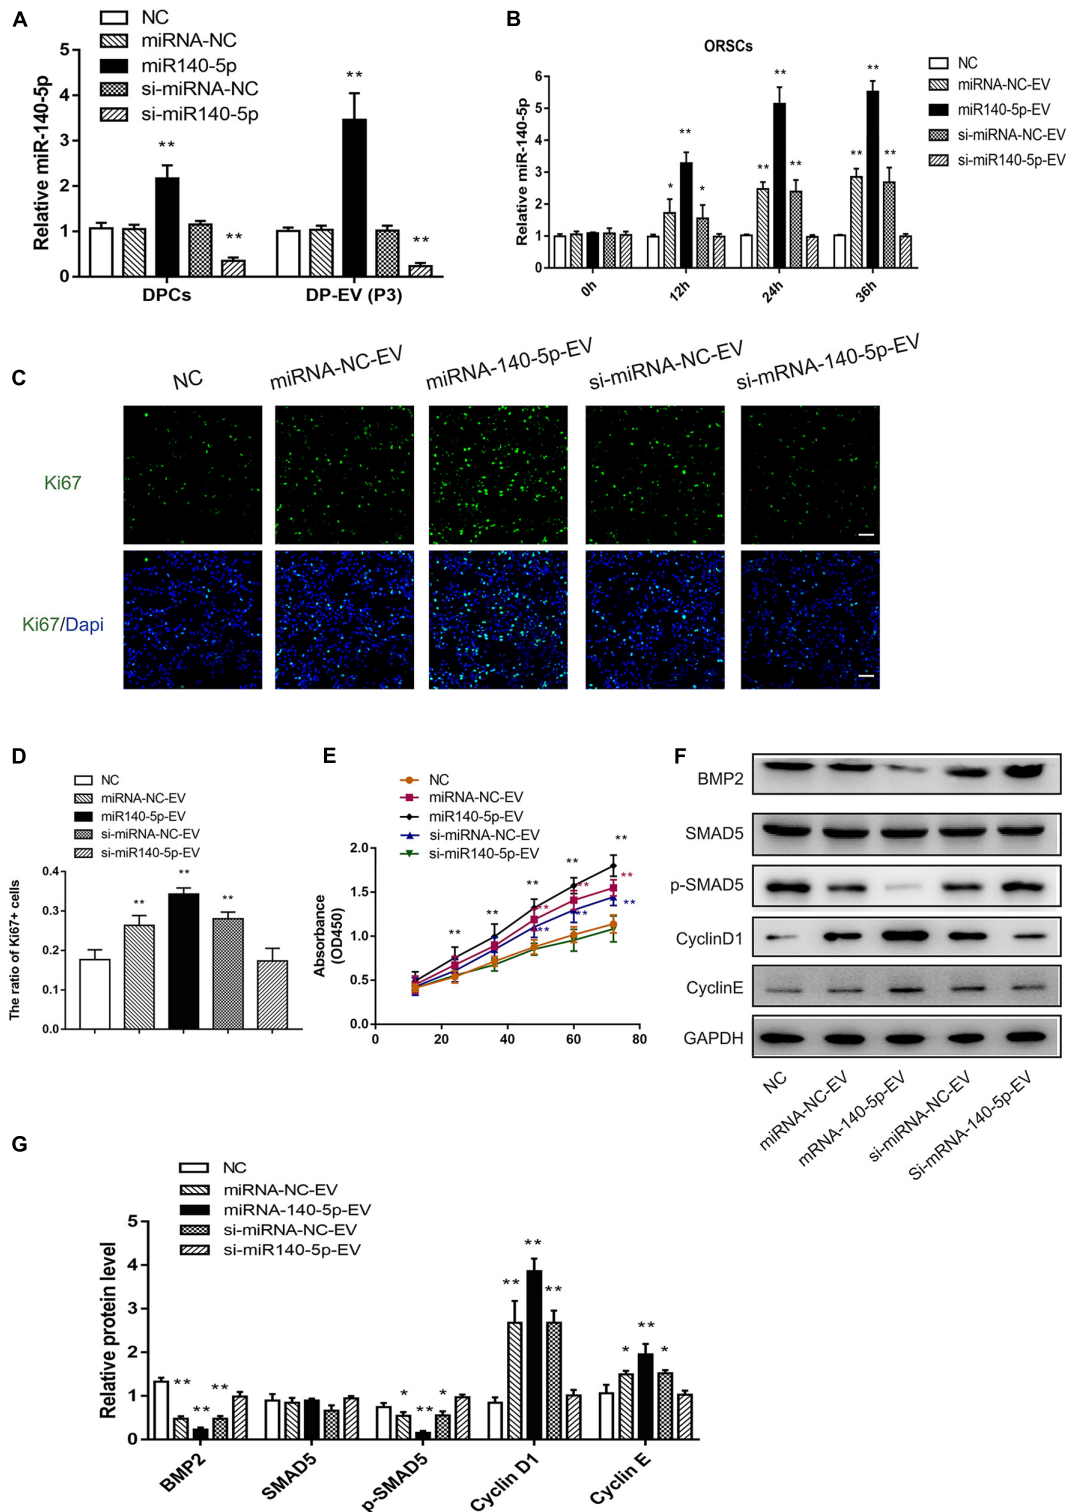 A
NC
miRNA-NC
miR140-5p
si-miRNA-NC
si-miR140-5p
Relative miR-140-5p
5
4
3
2
1
0
**
**
**
**
DPCs
DP-EV (P3)
B
ORSCs
NC
miRNA-NC-EV
miR140-5p-EV
si-miRNA-NC-EV
si-miR140-5p-EV
Relative miR-140-5p
6
5
4
3
2
1
0
*
**
*
**
**
**
**
**
**
0h
12h
24h
36h
C
NC
miRNA-NC-EV
miRNA-140-5p-EV
si-miRNA-NC-EV
si-mRNA-140-5p-EV
Ki67
Ki67/Dapi
D
NC
miRNA-NC-EV
miR140-5p-EV
si-miRNA-NC-EV
si-miR140-5p-EV
The ratio of Ki67+ cells
0.4
0.3
0.2
0.1
0.0
**
**
**
E
NC
miRNA-NC-EV
miR140-5p-EV
si-miRNA-NC-EV
si-miR140-5p-EV
Absorbance
(OD450)
2.0
1.5
1.0
0.5
0.0
**
**
**
**
**
**
**
**
**
**
**
0
20
40
60
80
F
BMP2
SMAD5
p-SMAD5
CyclinD1
CyclinE
GAPDH
NC
miRNA-NC-EV
mRNA-140-5p-EV
si-miRNA-NC-EV
Si-mRNA-140-5p-EV
G
NC
miRNA-NC-EV
miRNA-140-5p-EV
si-miRNA-NC-EV
si-miR140-5p-EV
Relative protein level
5
4
3
2
1
0
**
**
**
*
**
*
**
**
**
*
**
*
BMP2
SMAD5
p-SMAD5
Cyclin D1
Cyclin E